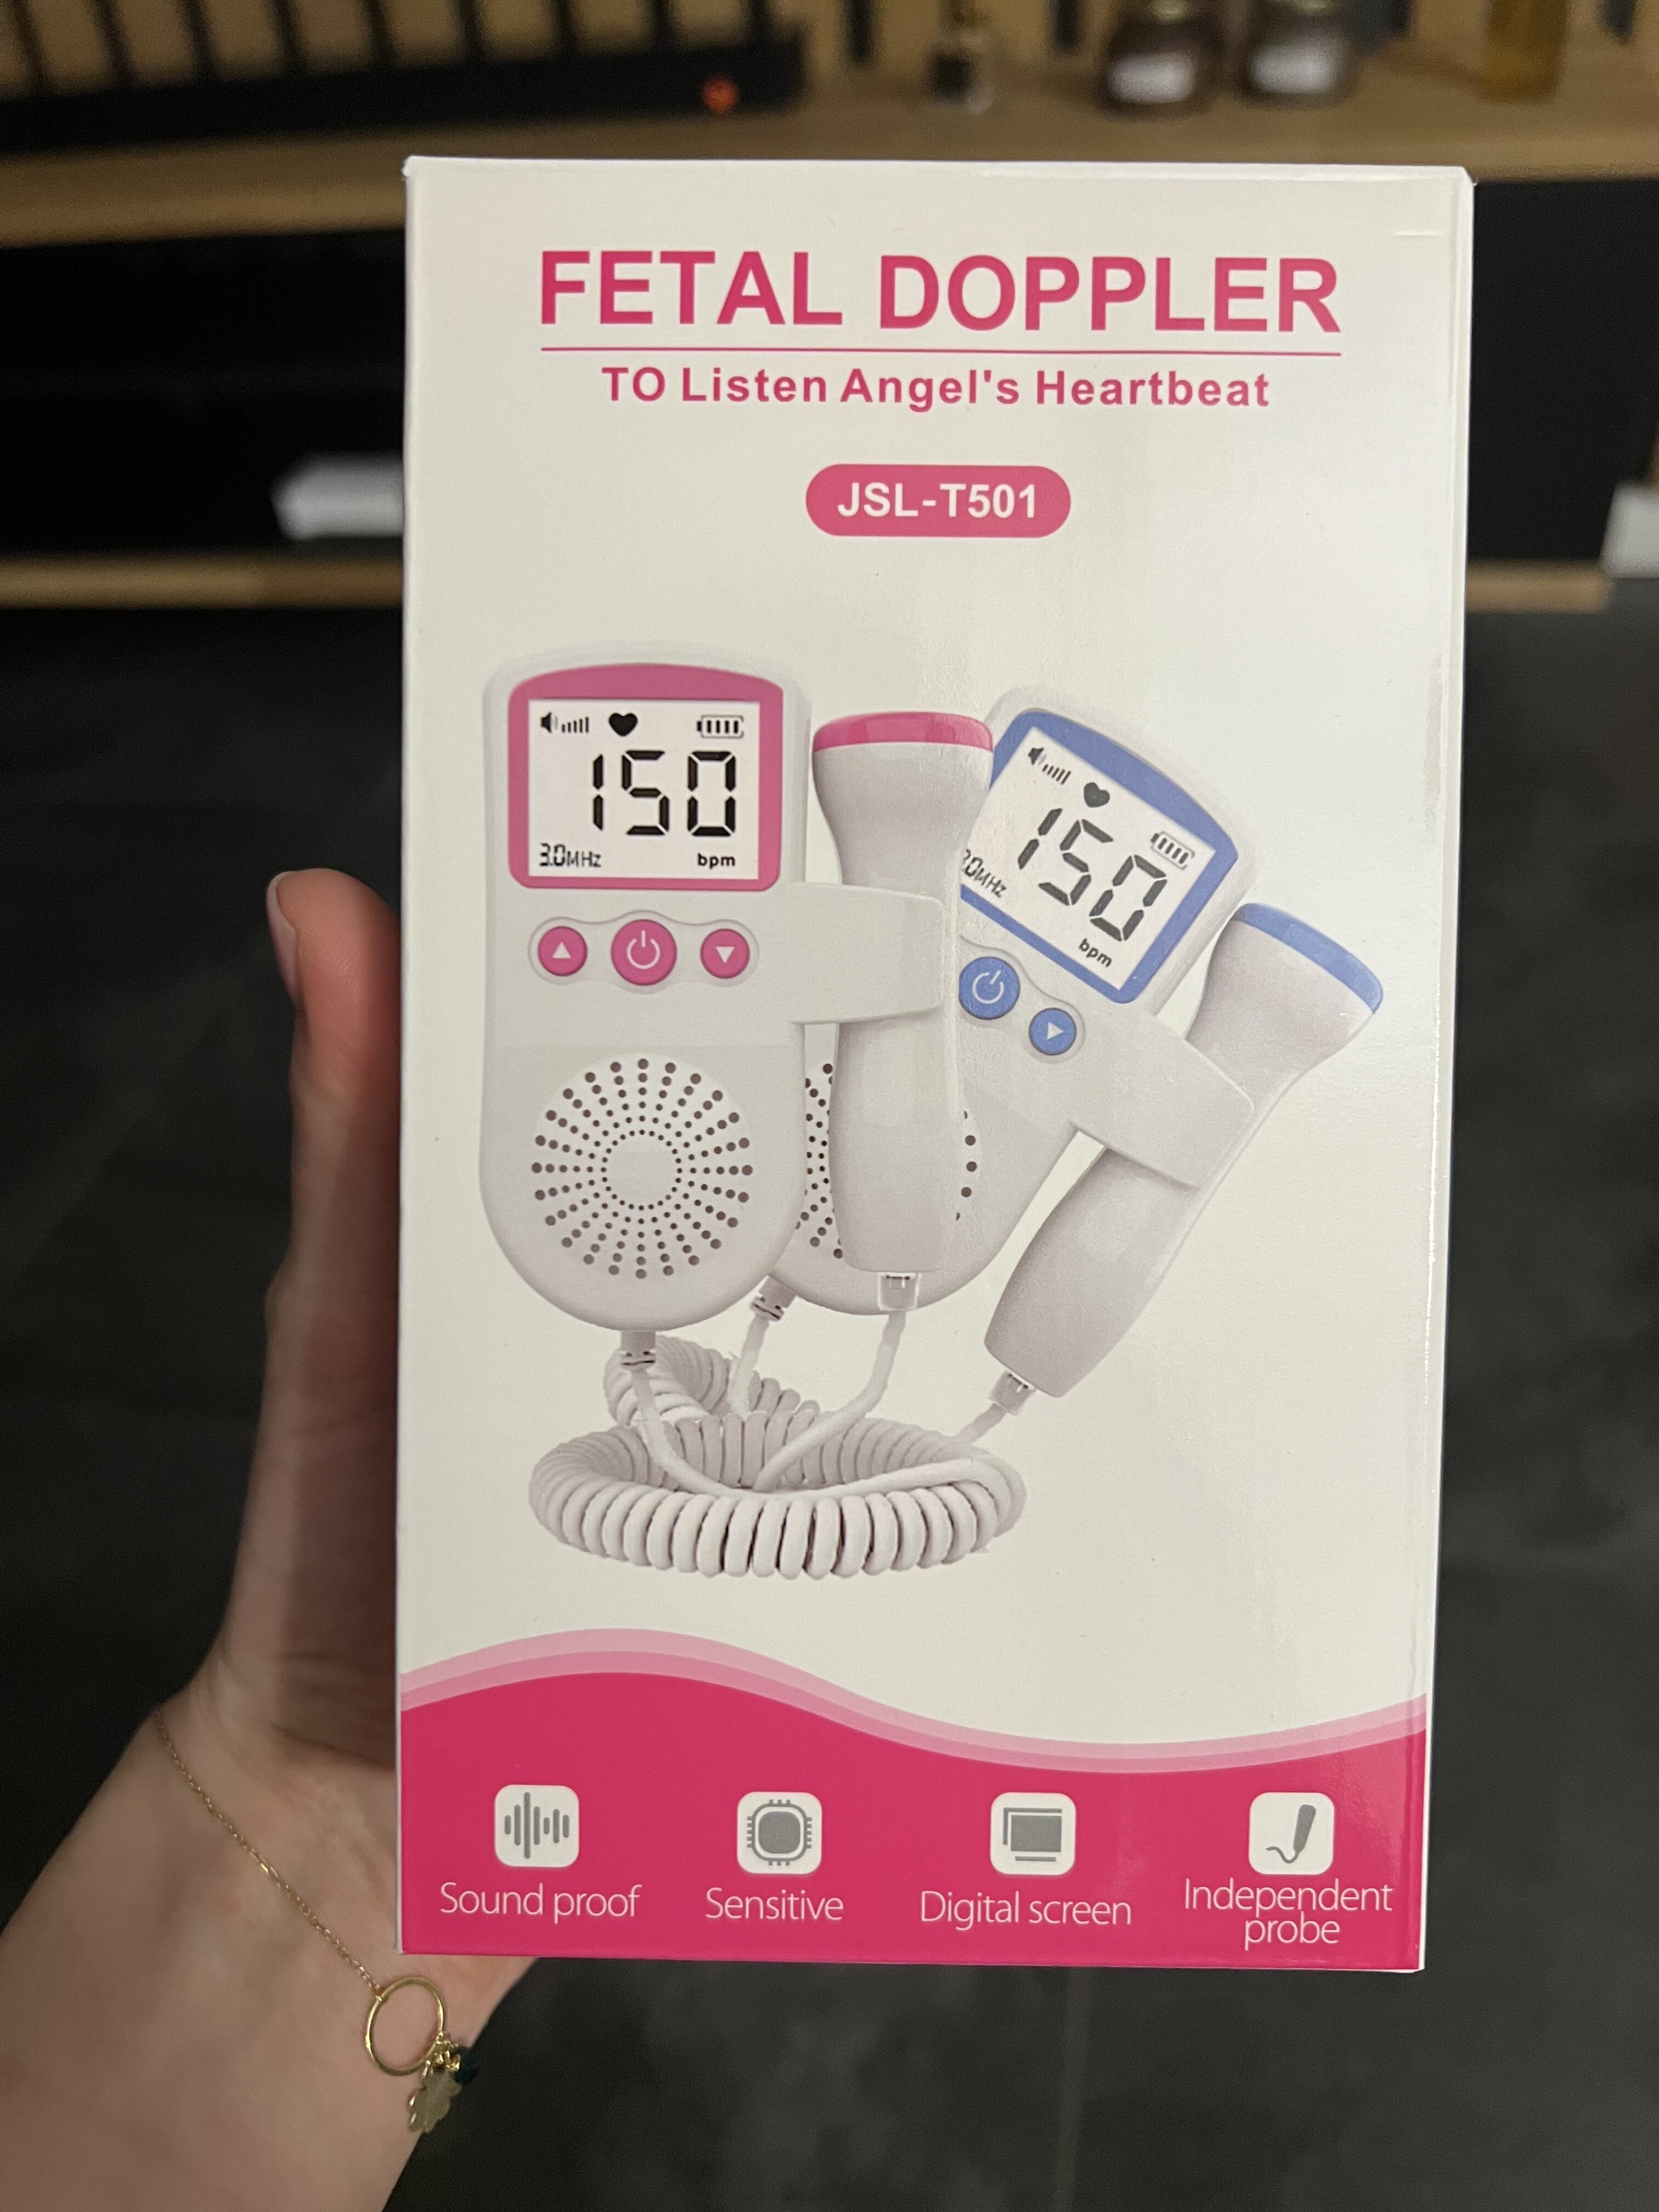 FETAL DOPPLER
TO Listen Angel's Heartbeat
JSL-T501
150
3.0MHz bpm
150
.0MHz
bpm
Sound proof
Sensitive
Digital screen
Independent
probe